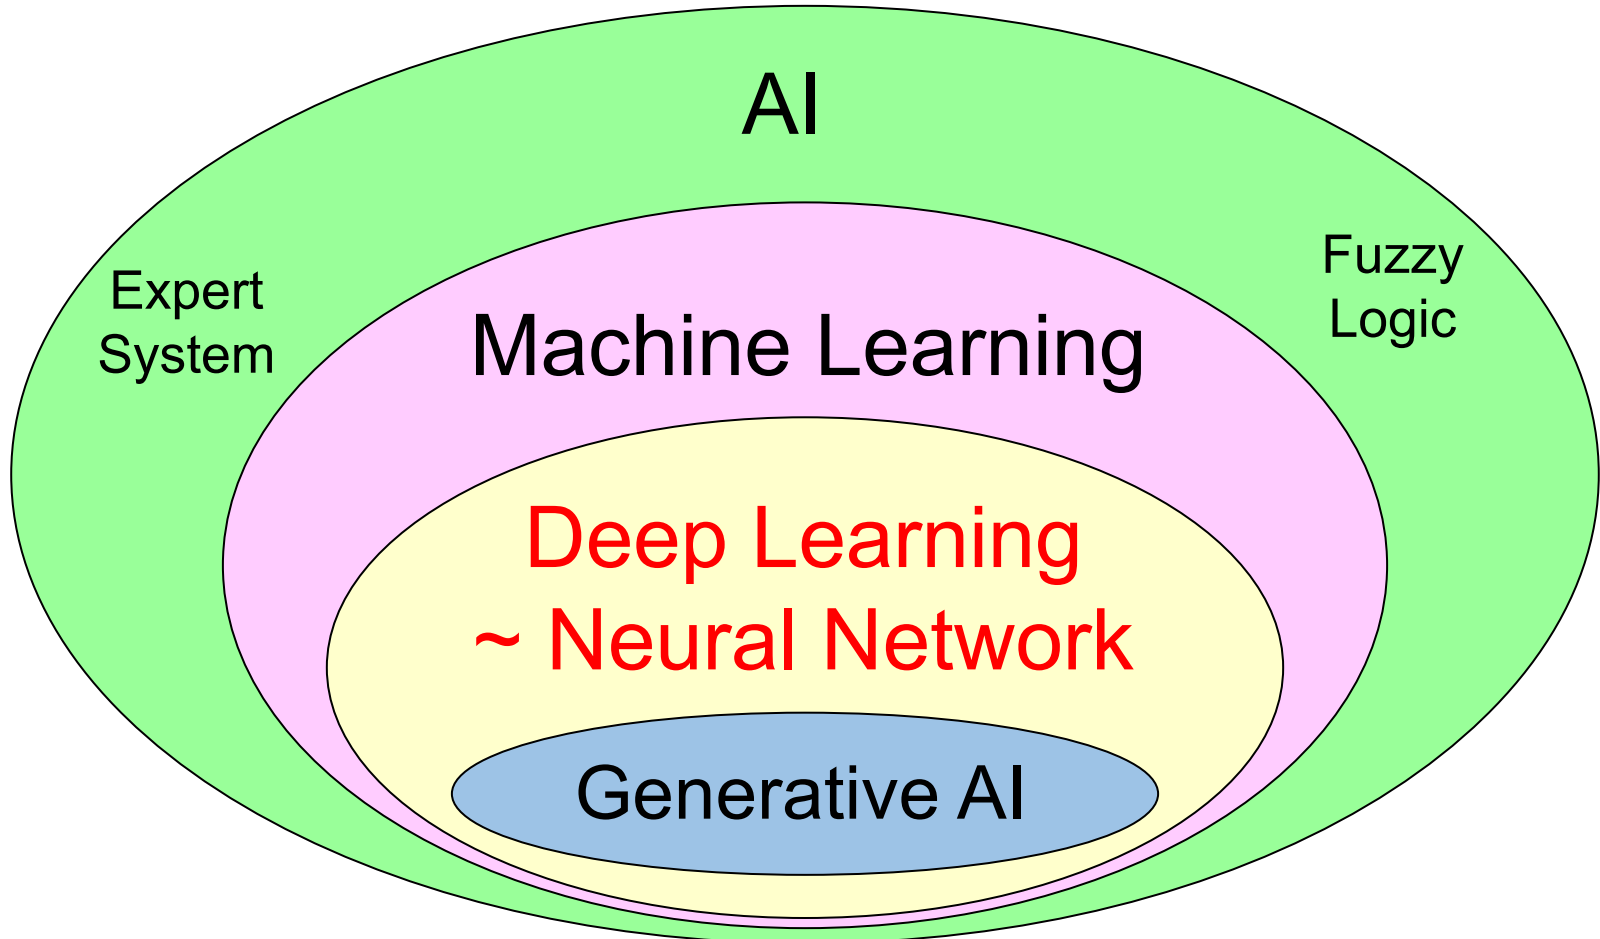 AI
Expert
System
Fuzzy
Logic
Machine Learning
Deep Learning
~ Neural Network
Generative AI